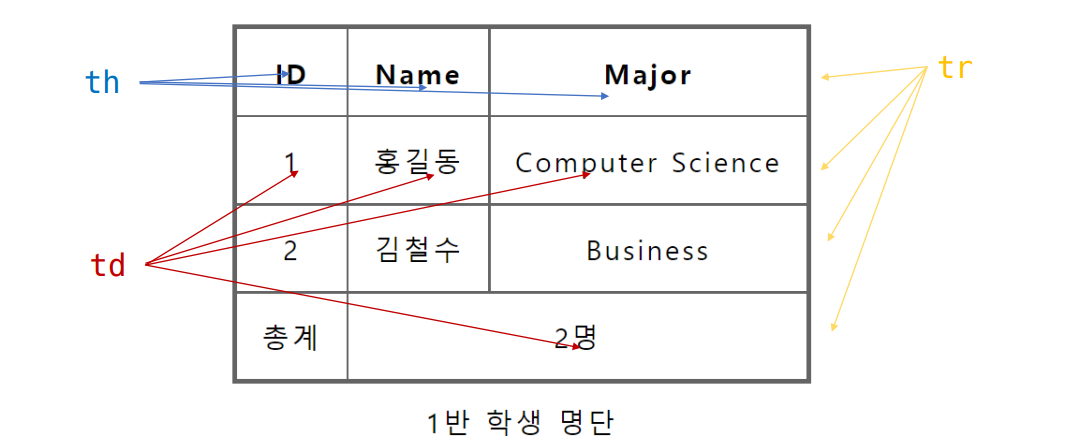 th
tr
td
ID Name Major
1 홍길동 Computer Science
2 김철수 Business
총계 2명
1반 학생 명단